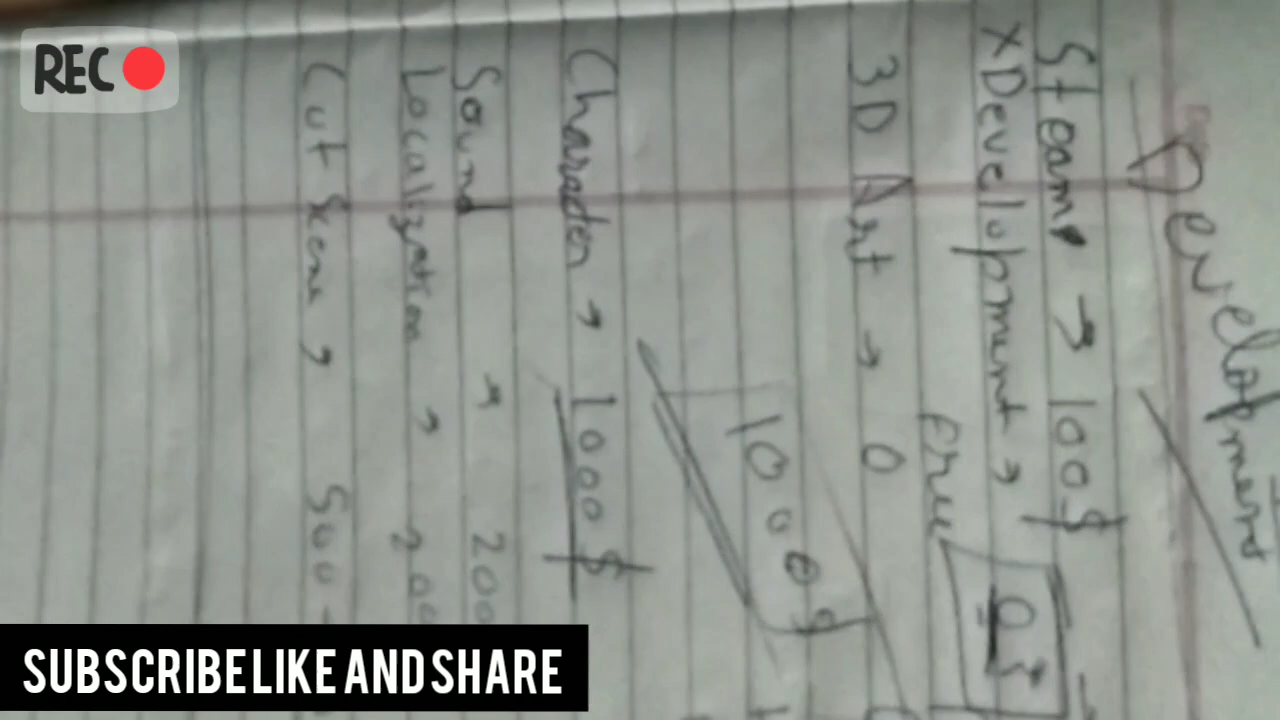 REC
Development
Steam → 100$
xDevelopment → 0$
free
3D Art → 0
1000$
Character → 1000$
Sound → 200
Localization → 200
Cut Scene → 500-
SUBSCRIBE LIKE AND SHARE